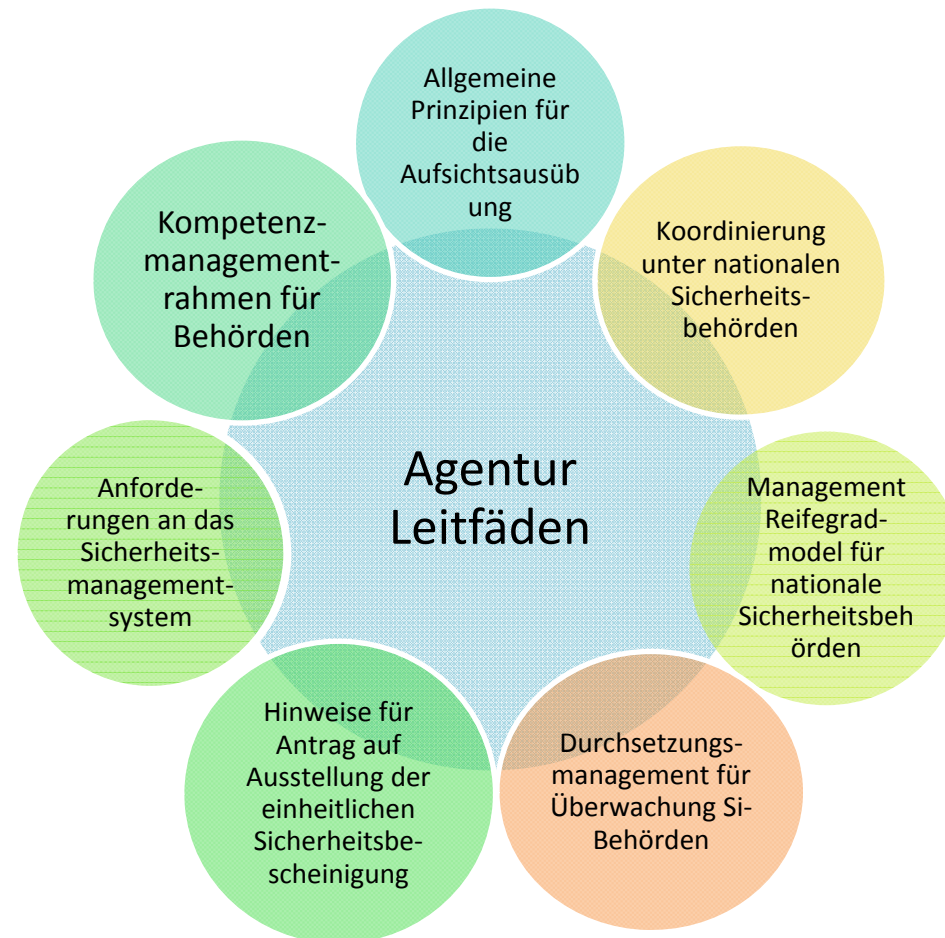 Allgemeine
Prinzipien für
die
Aufsichtsausüb
ung
Koordinierung
unter nationalen
Sicherheits-
behörden
Management
Reifegrad-
model für
nationale
Sicherheitsbeh
örden
Durchsetzungs-
management für
Überwachung Si-
Behörden
Hinweise für
Antrag auf
Ausstellung der
einheitlichen
Sicherheitsbe-
scheinigung
Anforde-
rungen an das
Sicherheits-
management-
system
Kompetenz-
management-
rahmen für
Behörden
Agentur
Leitfäden